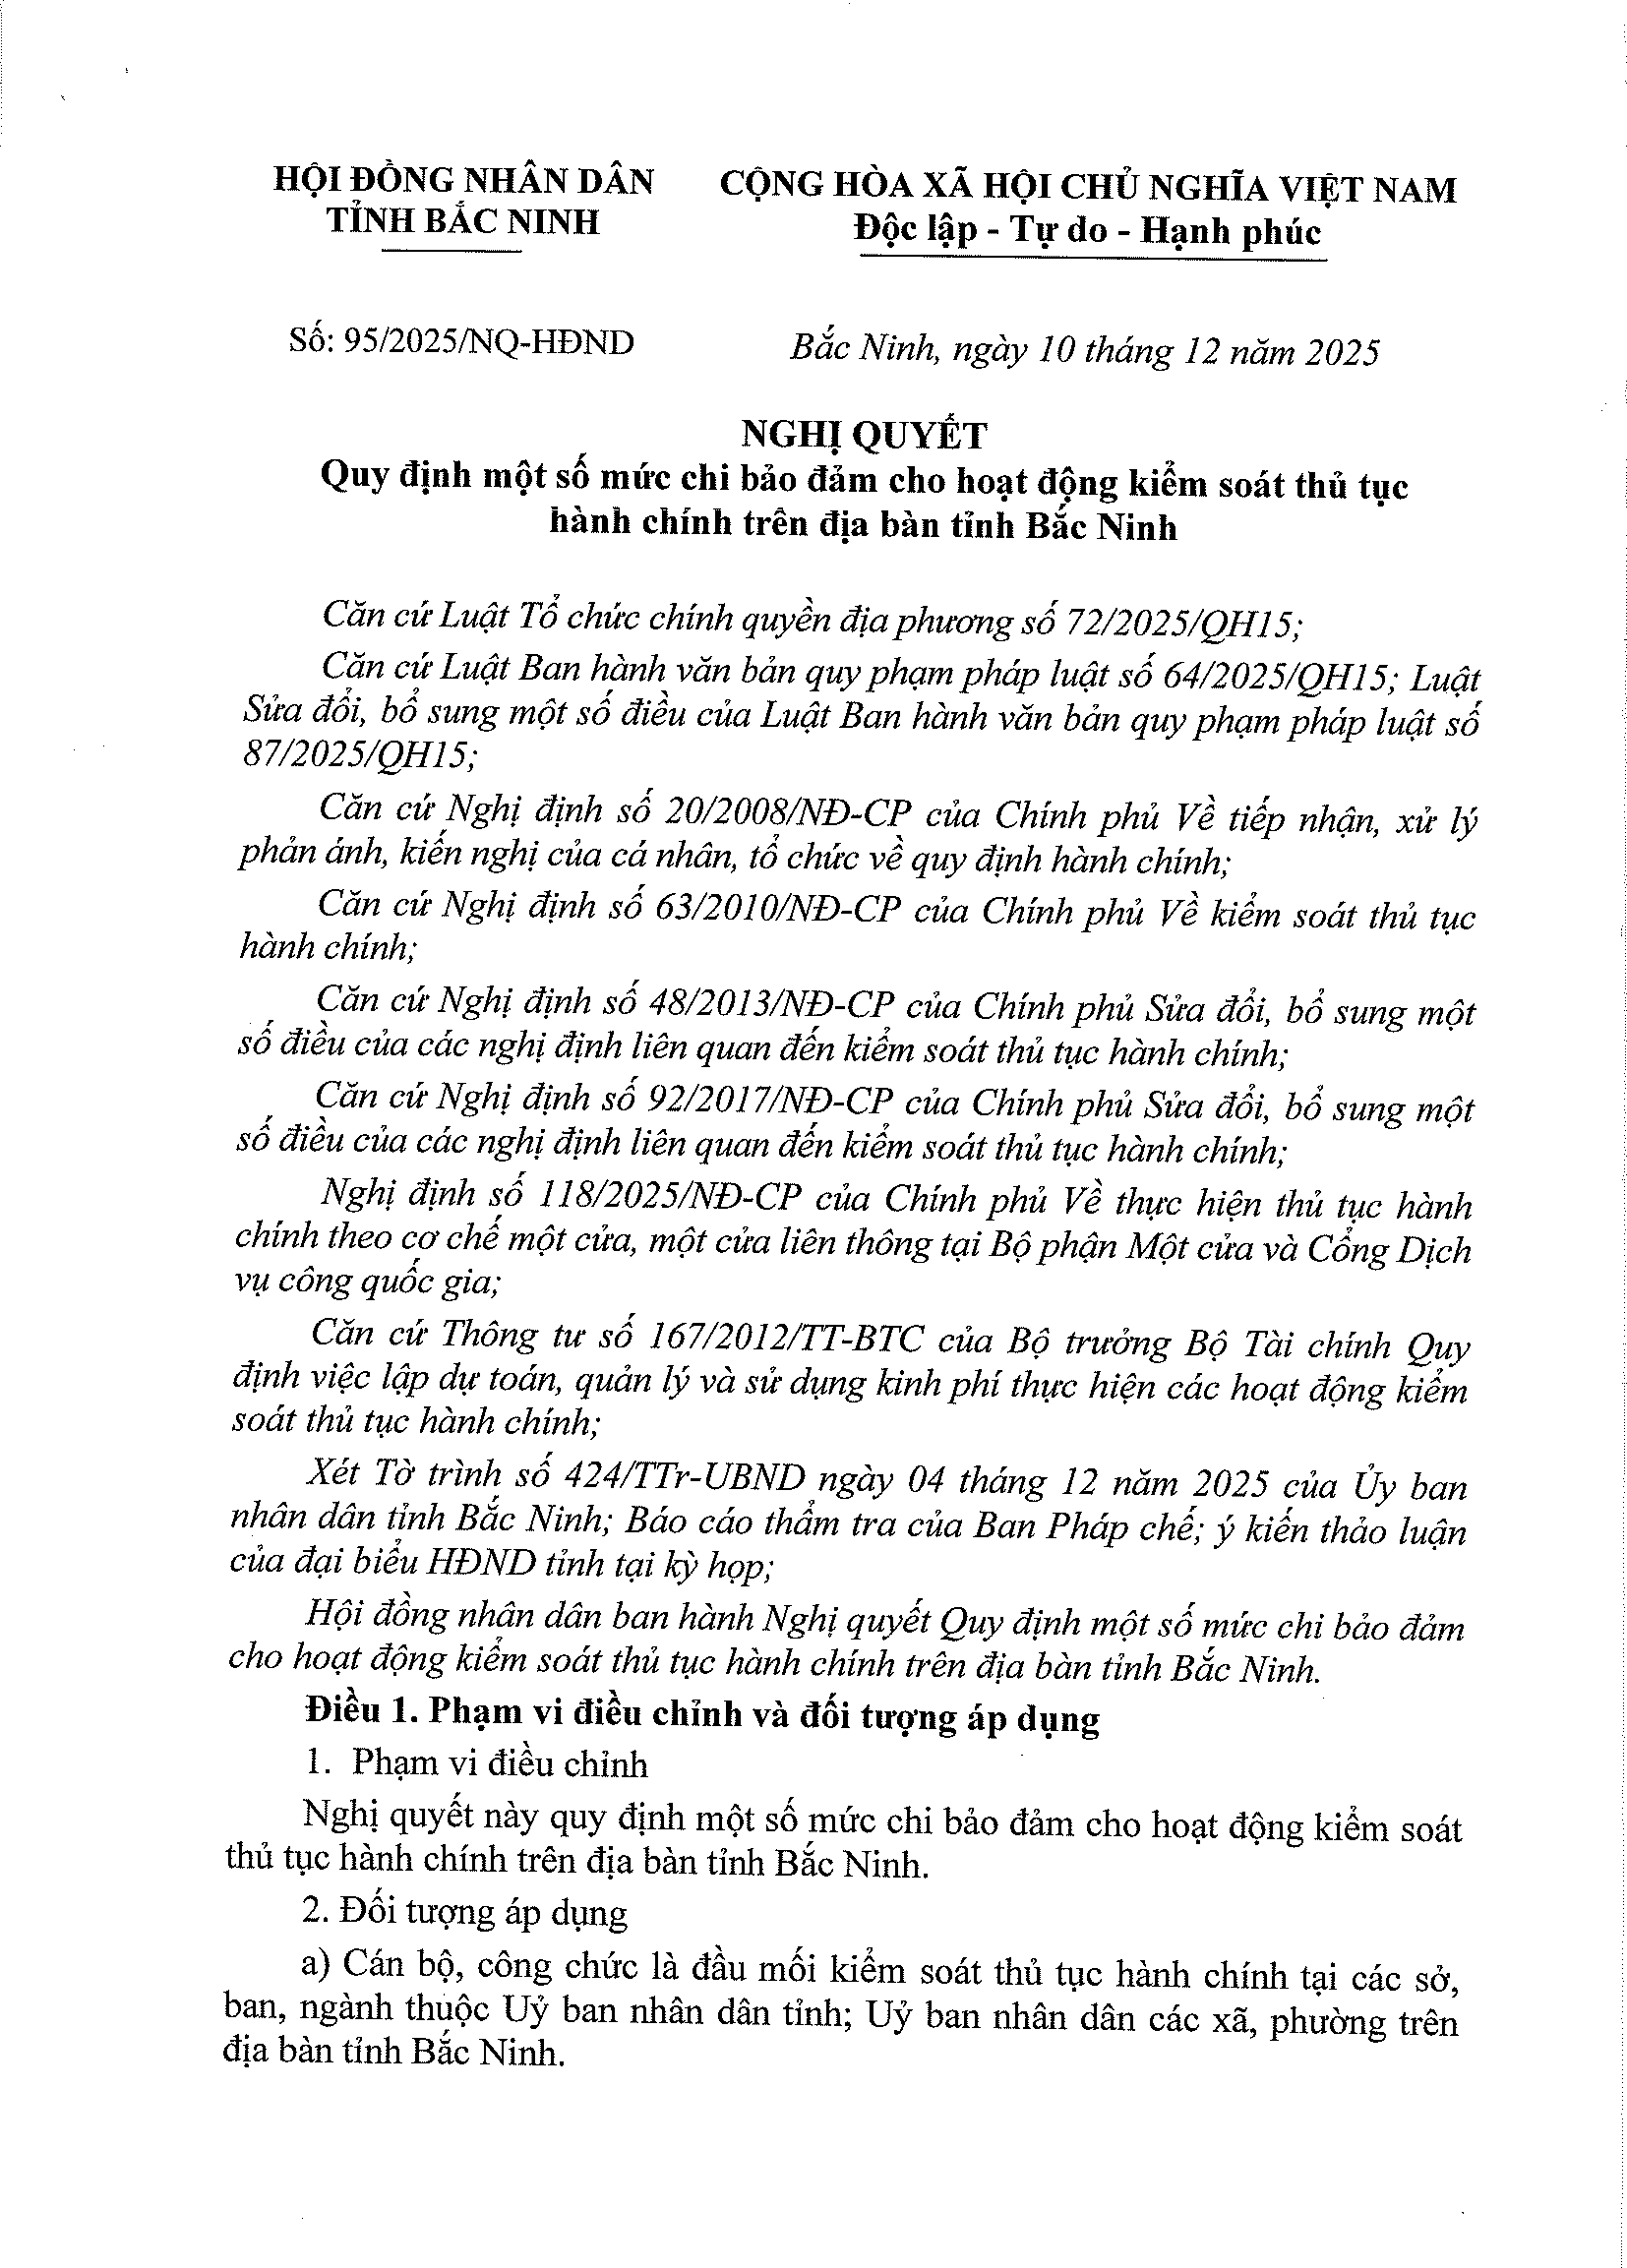 HỘI ĐỒNG NHÂN DÂN
TỈNH BẮC NINH
CỘNG HÒA XÃ HỘI CHỦ NGHĨA VIỆT NAM
Độc lập - Tự do - Hạnh phúc
Số: 95/2025/NQ-HĐND
Bắc Ninh, ngày 10 tháng 12 năm 2025
NGHỊ QUYẾT
Quy định một số mức chi bảo đảm cho hoạt động kiểm soát thủ tục
hành chính trên địa bàn tỉnh Bắc Ninh
Căn cứ Luật Tổ chức chính quyền địa phương số 72/2025/QH15;
Căn cứ Luật Ban hành văn bản quy phạm pháp luật số 64/2025/QH15; Luật
Sửa đổi, bổ sung một số điều của Luật Ban hành văn bản quy phạm pháp luật số
87/2025/QH15;
Căn cứ Nghị định số 20/2008/NĐ-CP của Chính phủ Về tiếp nhận, xử lý
phản ánh, kiến nghị của cá nhân, tổ chức về quy định hành chính;
Căn cứ Nghị định số 63/2010/NĐ-CP của Chính phủ Về kiểm soát thủ tục
hành chính;
Căn cứ Nghị định số 48/2013/NĐ-CP của Chính phủ Sửa đổi, bổ sung một
số điều của các nghị định liên quan đến kiểm soát thủ tục hành chính;
Căn cứ Nghị định số 92/2017/NĐ-CP của Chính phủ Sửa đổi, bổ sung một
số điều của các nghị định liên quan đến kiểm soát thủ tục hành chính;
Nghị định số 118/2025/NĐ-CP của Chính phủ Về thực hiện thủ tục hành
chính theo cơ chế một cửa, một cửa liên thông tại Bộ phận Một cửa và Cổng Dịch
vụ công quốc gia;
Căn cứ Thông tư số 167/2012/TT-BTC của Bộ trưởng Bộ Tài chính Quy
định việc lập dự toán, quản lý và sử dụng kinh phí thực hiện các hoạt động kiểm
soát thủ tục hành chính;
Xét Tờ trình số 424/TTr-UBND ngày 04 tháng 12 năm 2025 của Ủy ban
nhân dân tỉnh Bắc Ninh; Báo cáo thẩm tra của Ban Pháp chế; ý kiến thảo luận
của đại biểu HĐND tỉnh tại kỳ họp;
Hội đồng nhân dân ban hành Nghị quyết Quy định một số mức chi bảo đảm
cho hoạt động kiểm soát thủ tục hành chính trên địa bàn tỉnh Bắc Ninh.
Điều 1. Phạm vi điều chỉnh và đối tượng áp dụng
1. Phạm vi điều chỉnh
Nghị quyết này quy định một số mức chi bảo đảm cho hoạt động kiểm soát
thủ tục hành chính trên địa bàn tỉnh Bắc Ninh.
2. Đối tượng áp dụng
a) Cán bộ, công chức là đầu mối kiểm soát thủ tục hành chính tại các sở,
ban, ngành thuộc Uỷ ban nhân dân tỉnh; Uỷ ban nhân dân các xã, phường trên
địa bàn tỉnh Bắc Ninh.